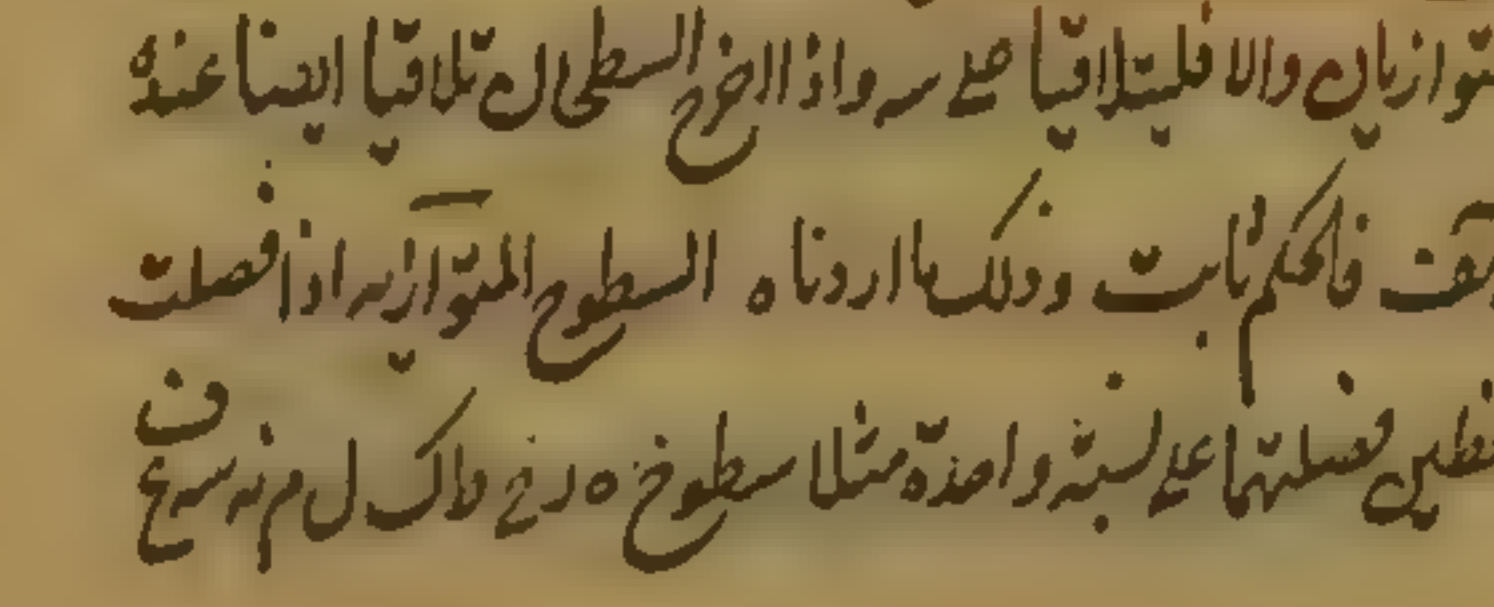 متوازيان والا فليتلاقيا على س واذا اخرج السطحان تلاقيا ايضا عنده
فالحكم ثابت وذلك ما اردناه السطوح المتوازية اذا فصلت
خطين فصلتهما على نسبة واحدة مثلا سطوح ك ل م ن س ع ف